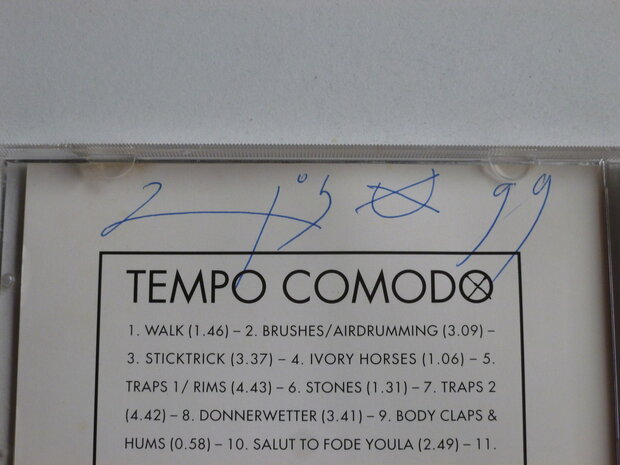 99
TEMPO COMODO
1. WALK (1.46) – 2. BRUSHES/AIRDRUMMING (3.09) –
3. STICKTRICK (3.37) – 4. IVORY HORSES (1.06) – 5.
TRAPS 1/ RIMS (4.43) – 6. STONES (1.31) – 7. TRAPS 2
(4.42) – 8. DONNERWETTER (3.41) – 9. BODY CLAPS &
HUMS (0.58) – 10. SALUT TO FODE YOULA (2.49) – 11.